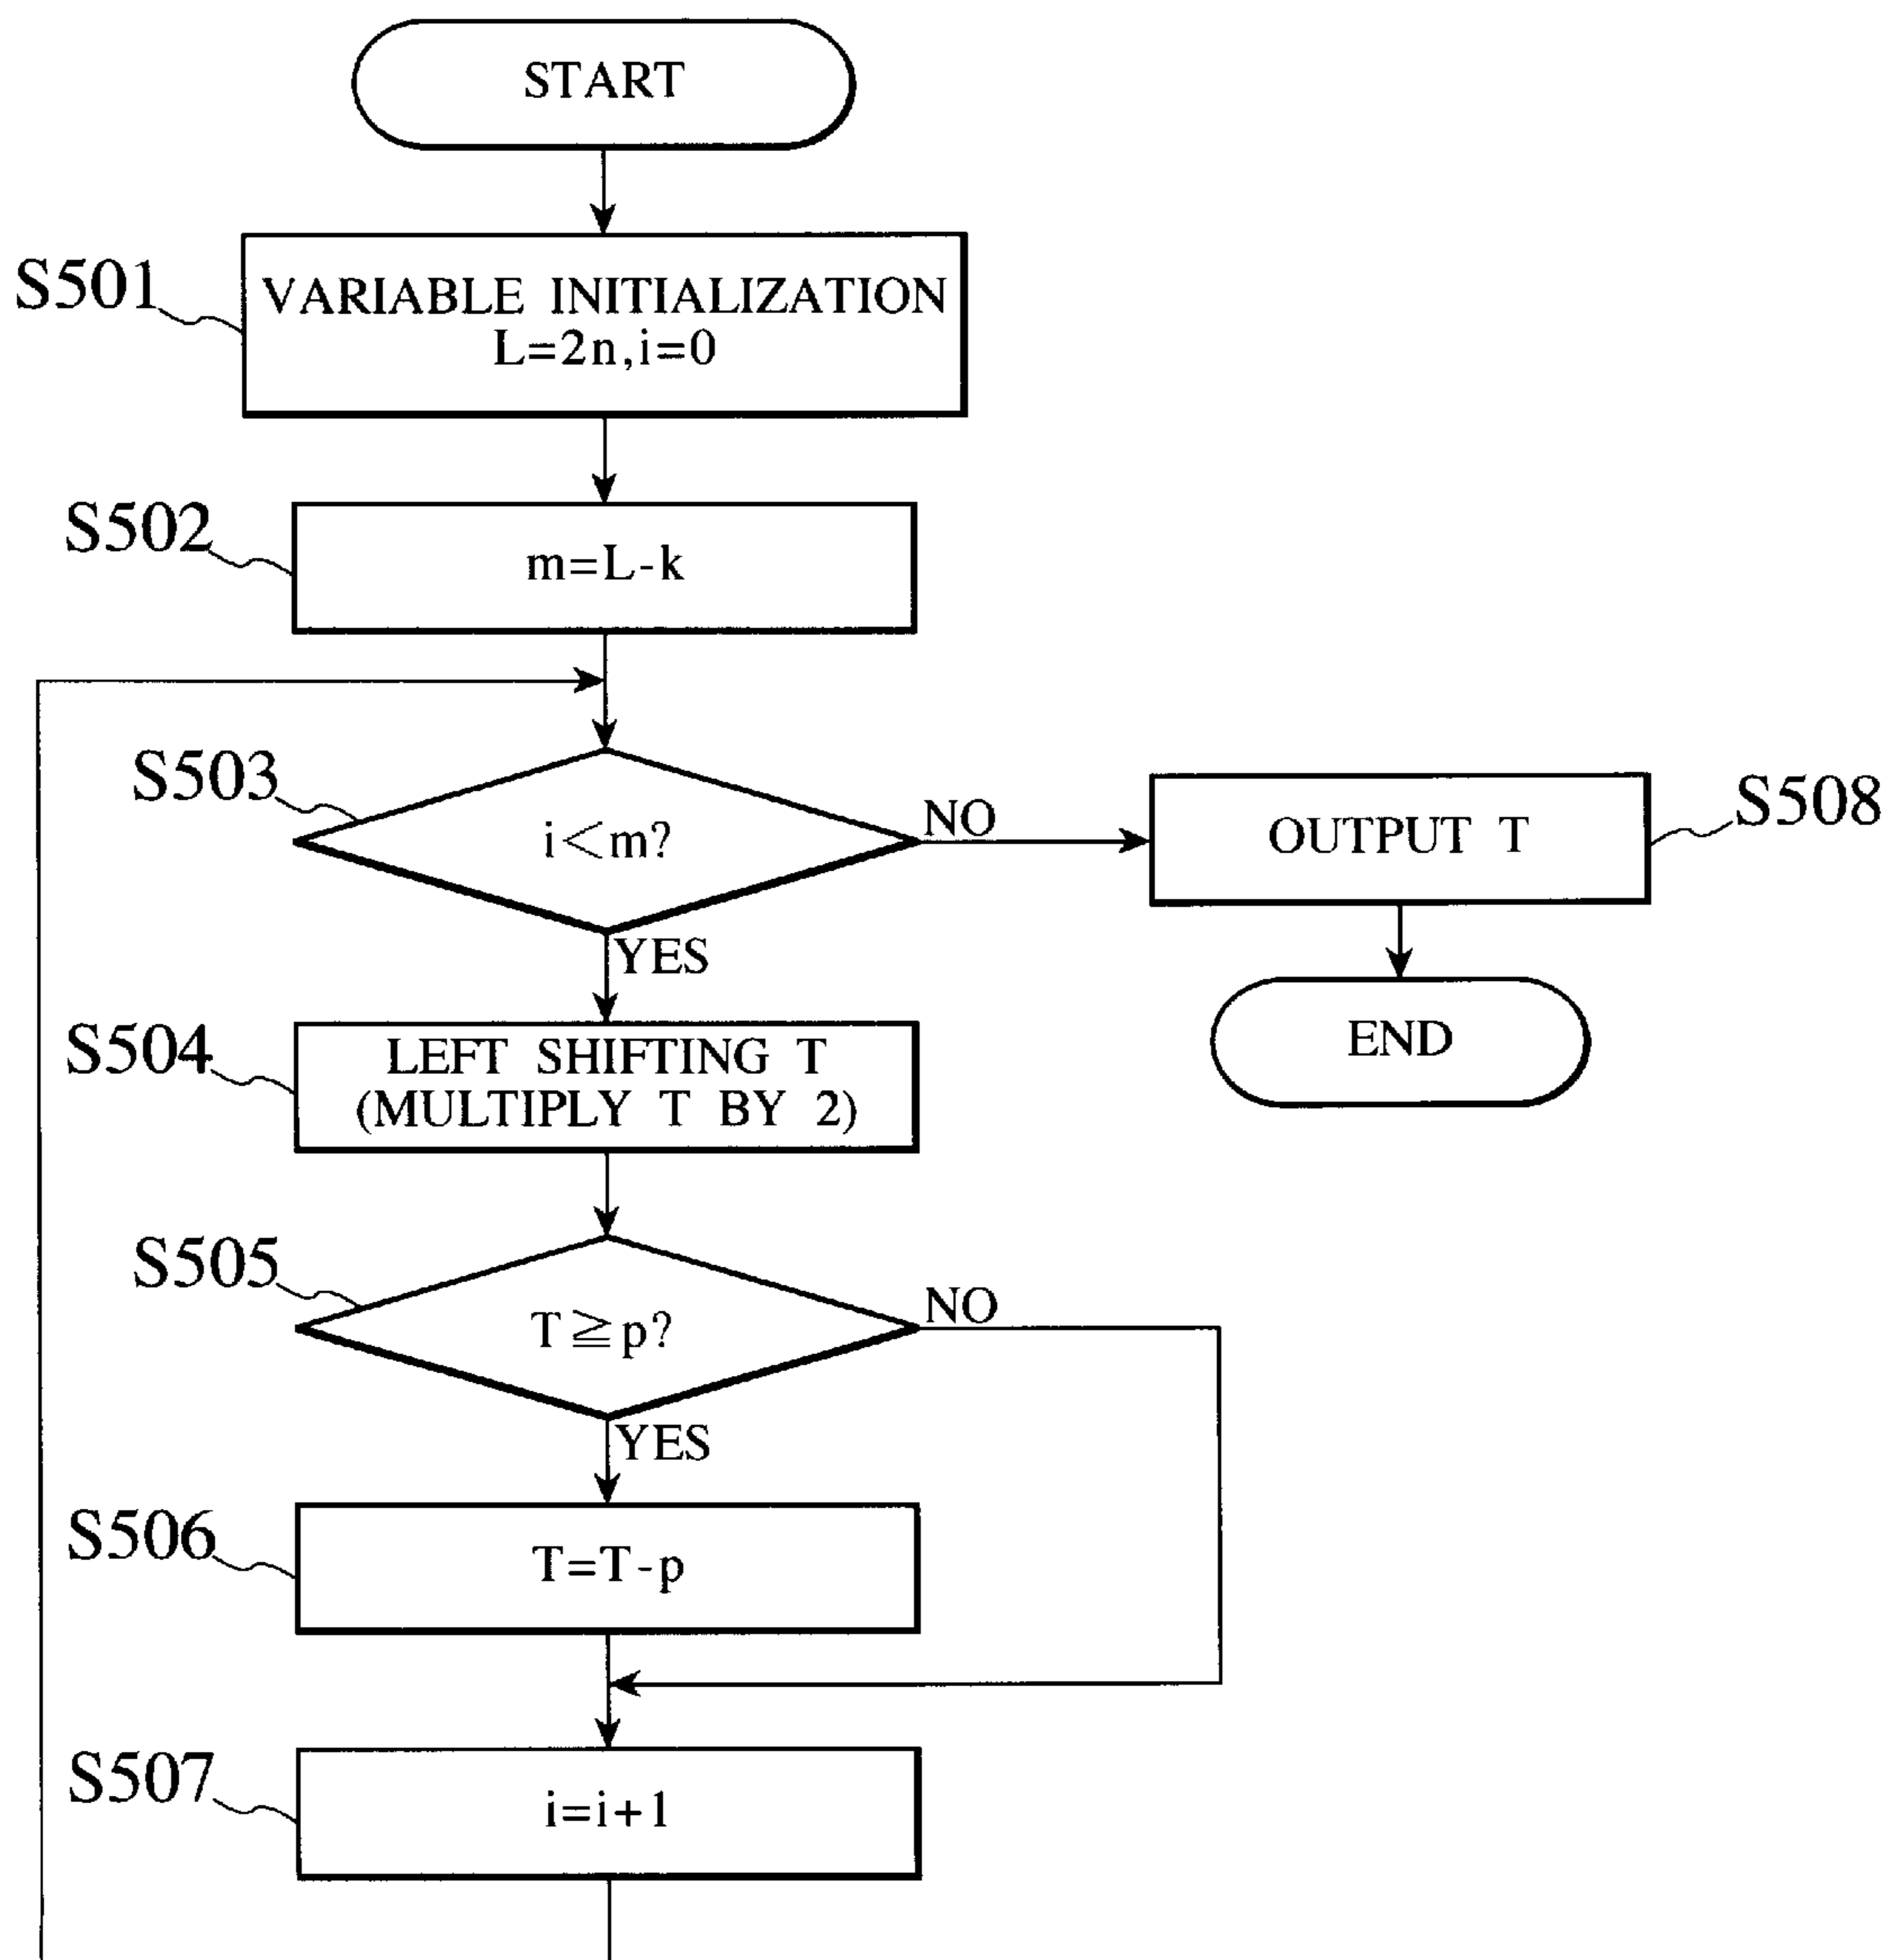 START
S501
VARIABLE INITIALIZATION
L=2n,i=0
S502
m=L-k
S503
i<m?
NO
OUTPUT T
S508
YES
END
S504
LEFT SHIFTING T
(MULTIPLY T BY 2)
S505
T≧p?
NO
YES
S506
T=T-p
S507
i=i+1